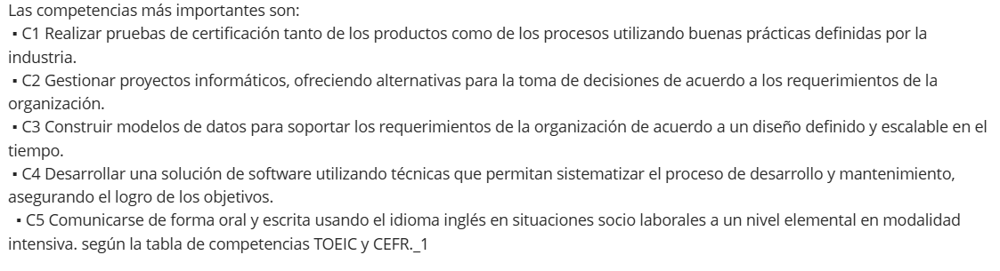 Las competencias más importantes son:
▪ C1 Realizar pruebas de certificación tanto de los productos como de los procesos utilizando buenas prácticas definidas por la
industria.
▪ C2 Gestionar proyectos informáticos, ofreciendo alternativas para la toma de decisiones de acuerdo a los requerimientos de la
organización.
▪ C3 Construir modelos de datos para soportar los requerimientos de la organización de acuerdo a un diseño definido y escalable en el
tiempo.
▪ C4 Desarrollar una solución de software utilizando técnicas que permitan sistematizar el proceso de desarrollo y mantenimiento,
asegurando el logro de los objetivos.
▪ C5 Comunicarse de forma oral y escrita usando el idioma inglés en situaciones socio laborales a un nivel elemental en modalidad
intensiva. según la tabla de competencias TOEIC y CEFR._1